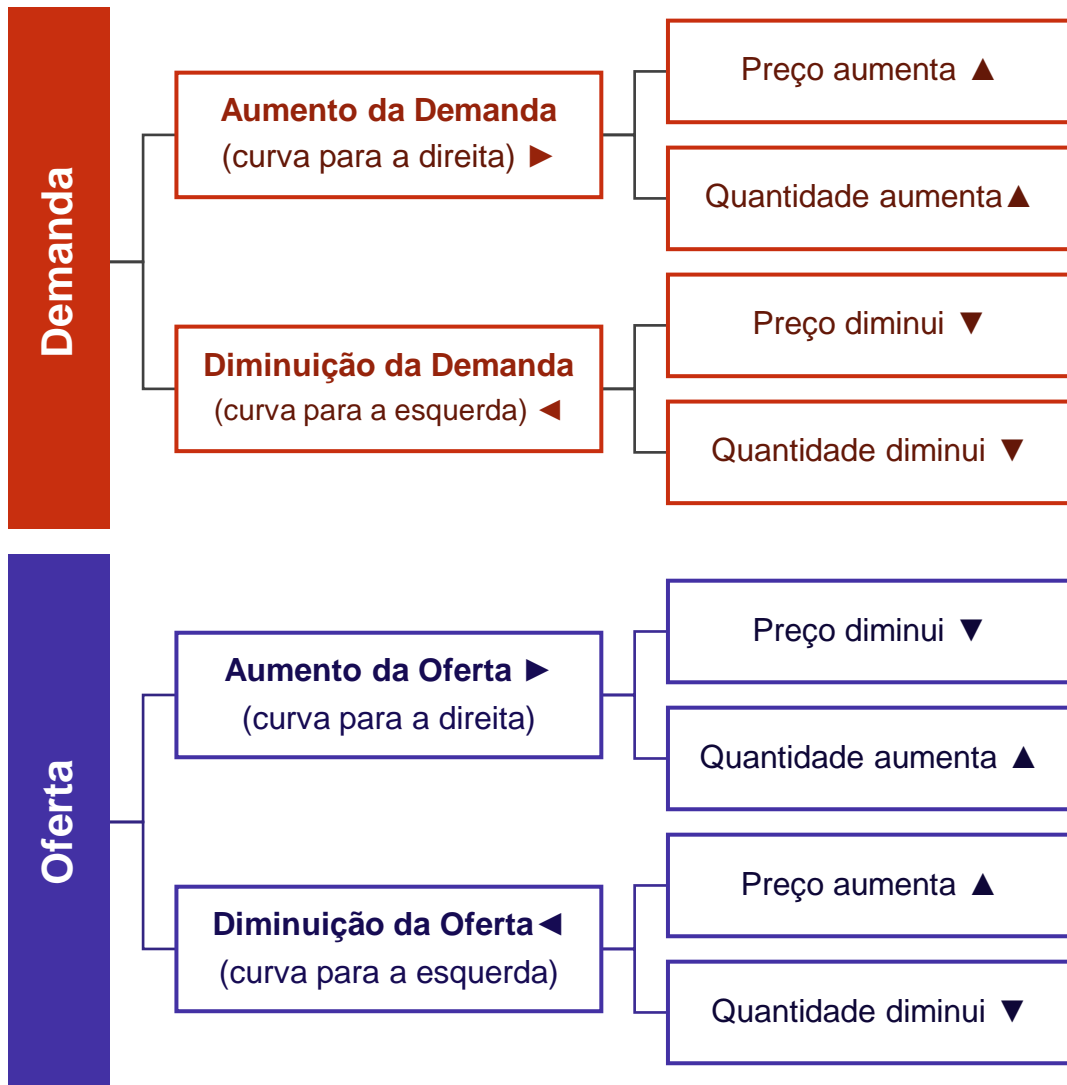 Demanda
Aumento da Demanda
(curva para a direita) ►
Preço aumenta ▲
Quantidade aumenta▲
Diminuição da Demanda
(curva para a esquerda) ◄
Preço diminui ▼
Quantidade diminui ▼
Oferta
Aumento da Oferta ►
(curva para a direita)
Preço diminui ▼
Quantidade aumenta ▲
Diminuição da Oferta◄
(curva para a esquerda)
Preço aumenta ▲
Quantidade diminui ▼